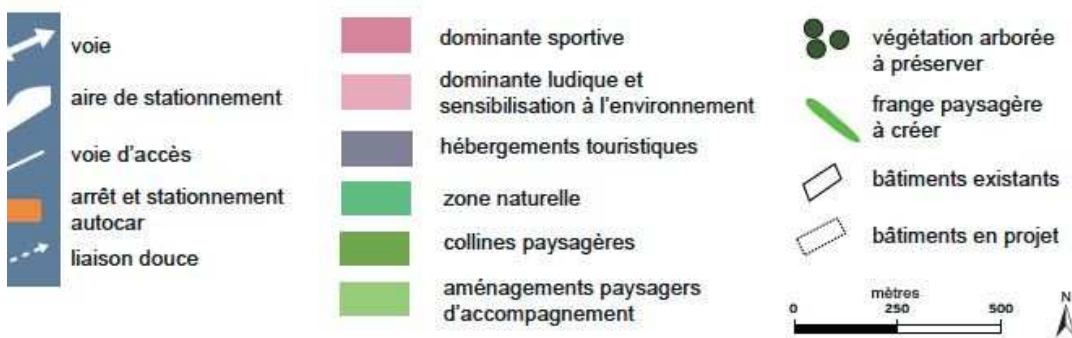 voie
aire de stationnement
voie d'accès
arrêt et stationnement
autocar
liaison douce
dominante sportive
dominante ludique et
sensibilisation à l'environnement
hébergements touristiques
zone naturelle
collines paysagères
aménagements paysagers
d'accompagnement
végétation arborée
à préserver
frange paysagère
à créer
bâtiments existants
bâtiments en projet
mètres
0 250 500
N